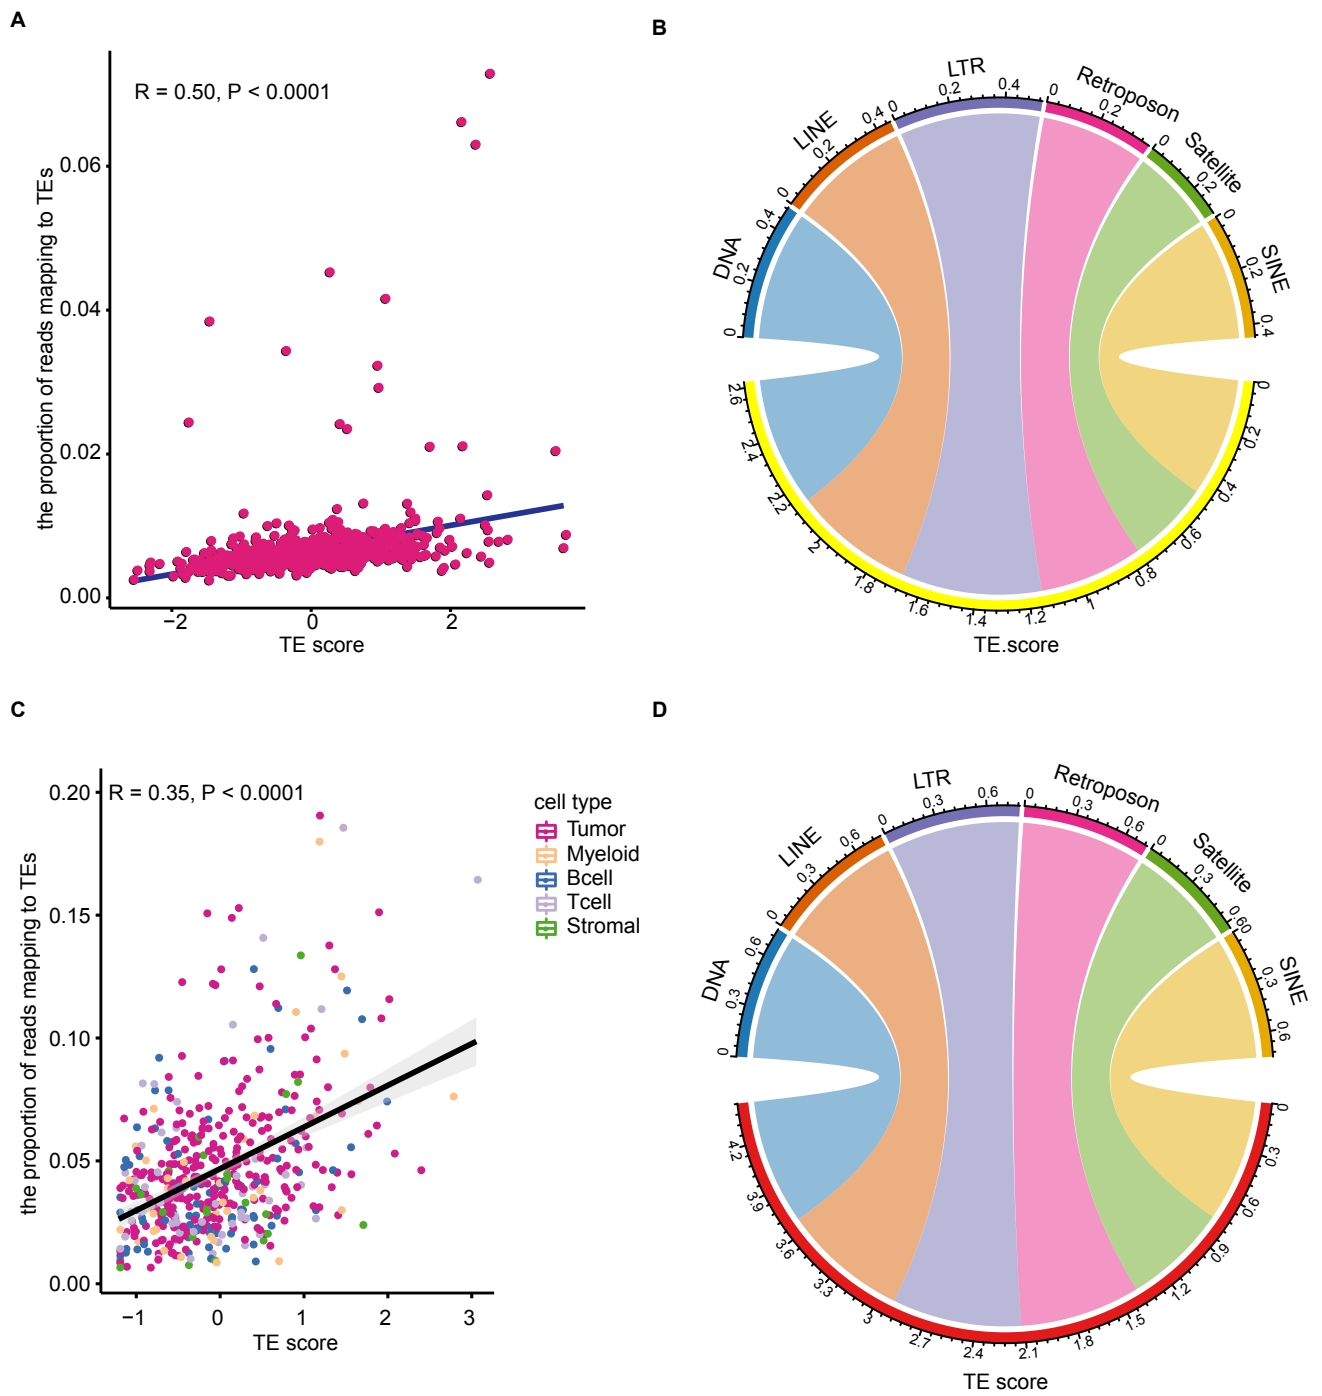 A
R = 0.50, P < 0.0001
the proportion of reads mapping to TEs
0.06
0.04
0.02
0.00
−2
0
2
TE score
B
DNA
0
0.2
0.4
LINE
0
0.2
0.4
LTR
0
0.2
0.4
Retroposon
0
0.2
Satellite
0
0.2
SINE
0
0.2
0.4
0
0.2
0.4
0.6
0.8
1
1.2
1.4
1.6
1.8
2
2.2
2.4
2.6
TE.score
C
R = 0.35, P < 0.0001
the proportion of reads mapping to TEs
0.20
0.15
0.10
0.05
0.00
−1
0
1
2
3
TE score
cell type
Tumor
Myeloid
Bcell
Tcell
Stromal
D
DNA
0
0.3
0.6
LINE
0
0.3
0.6
LTR
0
0.3
0.6
Retroposon
0
0.3
0.6
Satellite
0
0.3
0.6
SINE
0
0.3
0.6
0
0.3
0.6
0.9
1.2
1.5
1.8
2.1
2.4
2.7
3
3.3
3.6
3.9
4.2
TE score